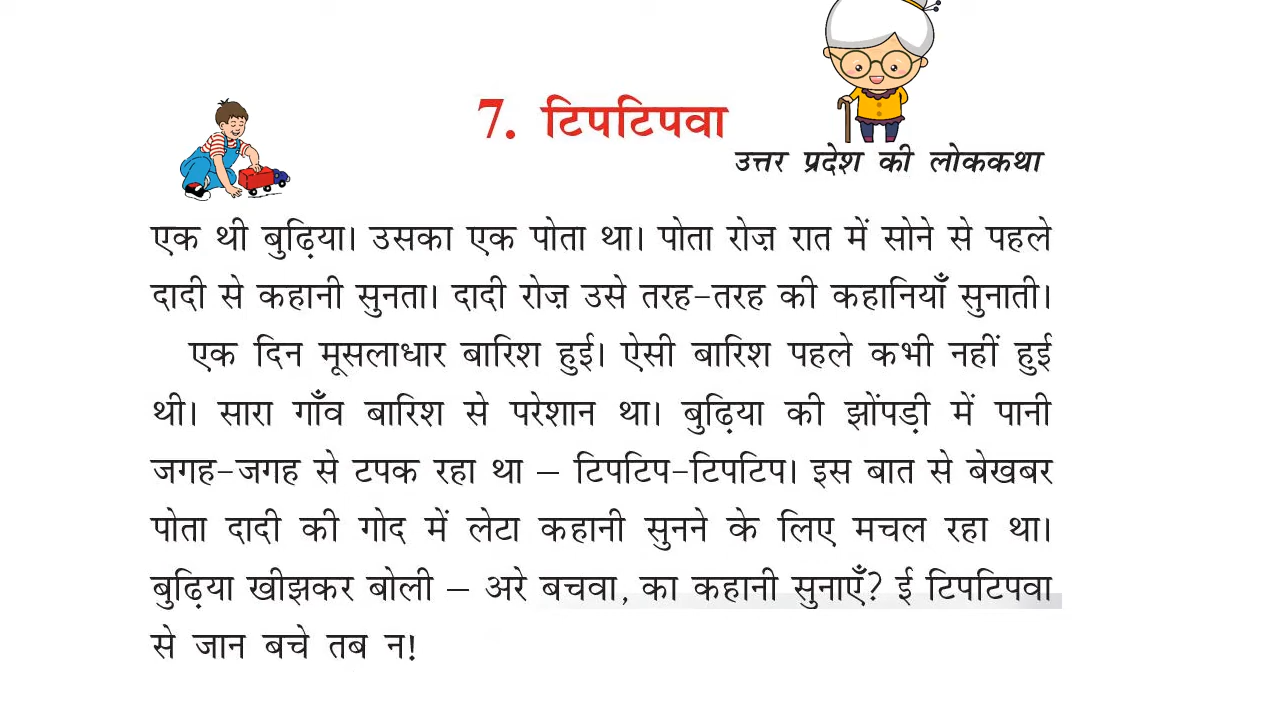 7. टिपटिपवा
उत्तर प्रदेश की लोककथा
एक थी बुढ़िया। उसका एक पोता था। पोता रोज़ रात में सोने से पहले
दादी से कहानी सुनता। दादी रोज़ उसे तरह-तरह की कहानियाँ सुनाती।
एक दिन मूसलाधार बारिश हुई। ऐसी बारिश पहले कभी नहीं हुई
थी। सारा गाँव बारिश से परेशान था। बुढ़िया की झोंपड़ी में पानी
जगह-जगह से टपक रहा था – टिपटिप-टिपटिप। इस बात से बेखबर
पोता दादी की गोद में लेटा कहानी सुनने के लिए मचल रहा था।
बुढ़िया खीझकर बोली – अरे बचवा, का कहानी सुनाएँ? ई टिपटिपवा
से जान बचे तब न!